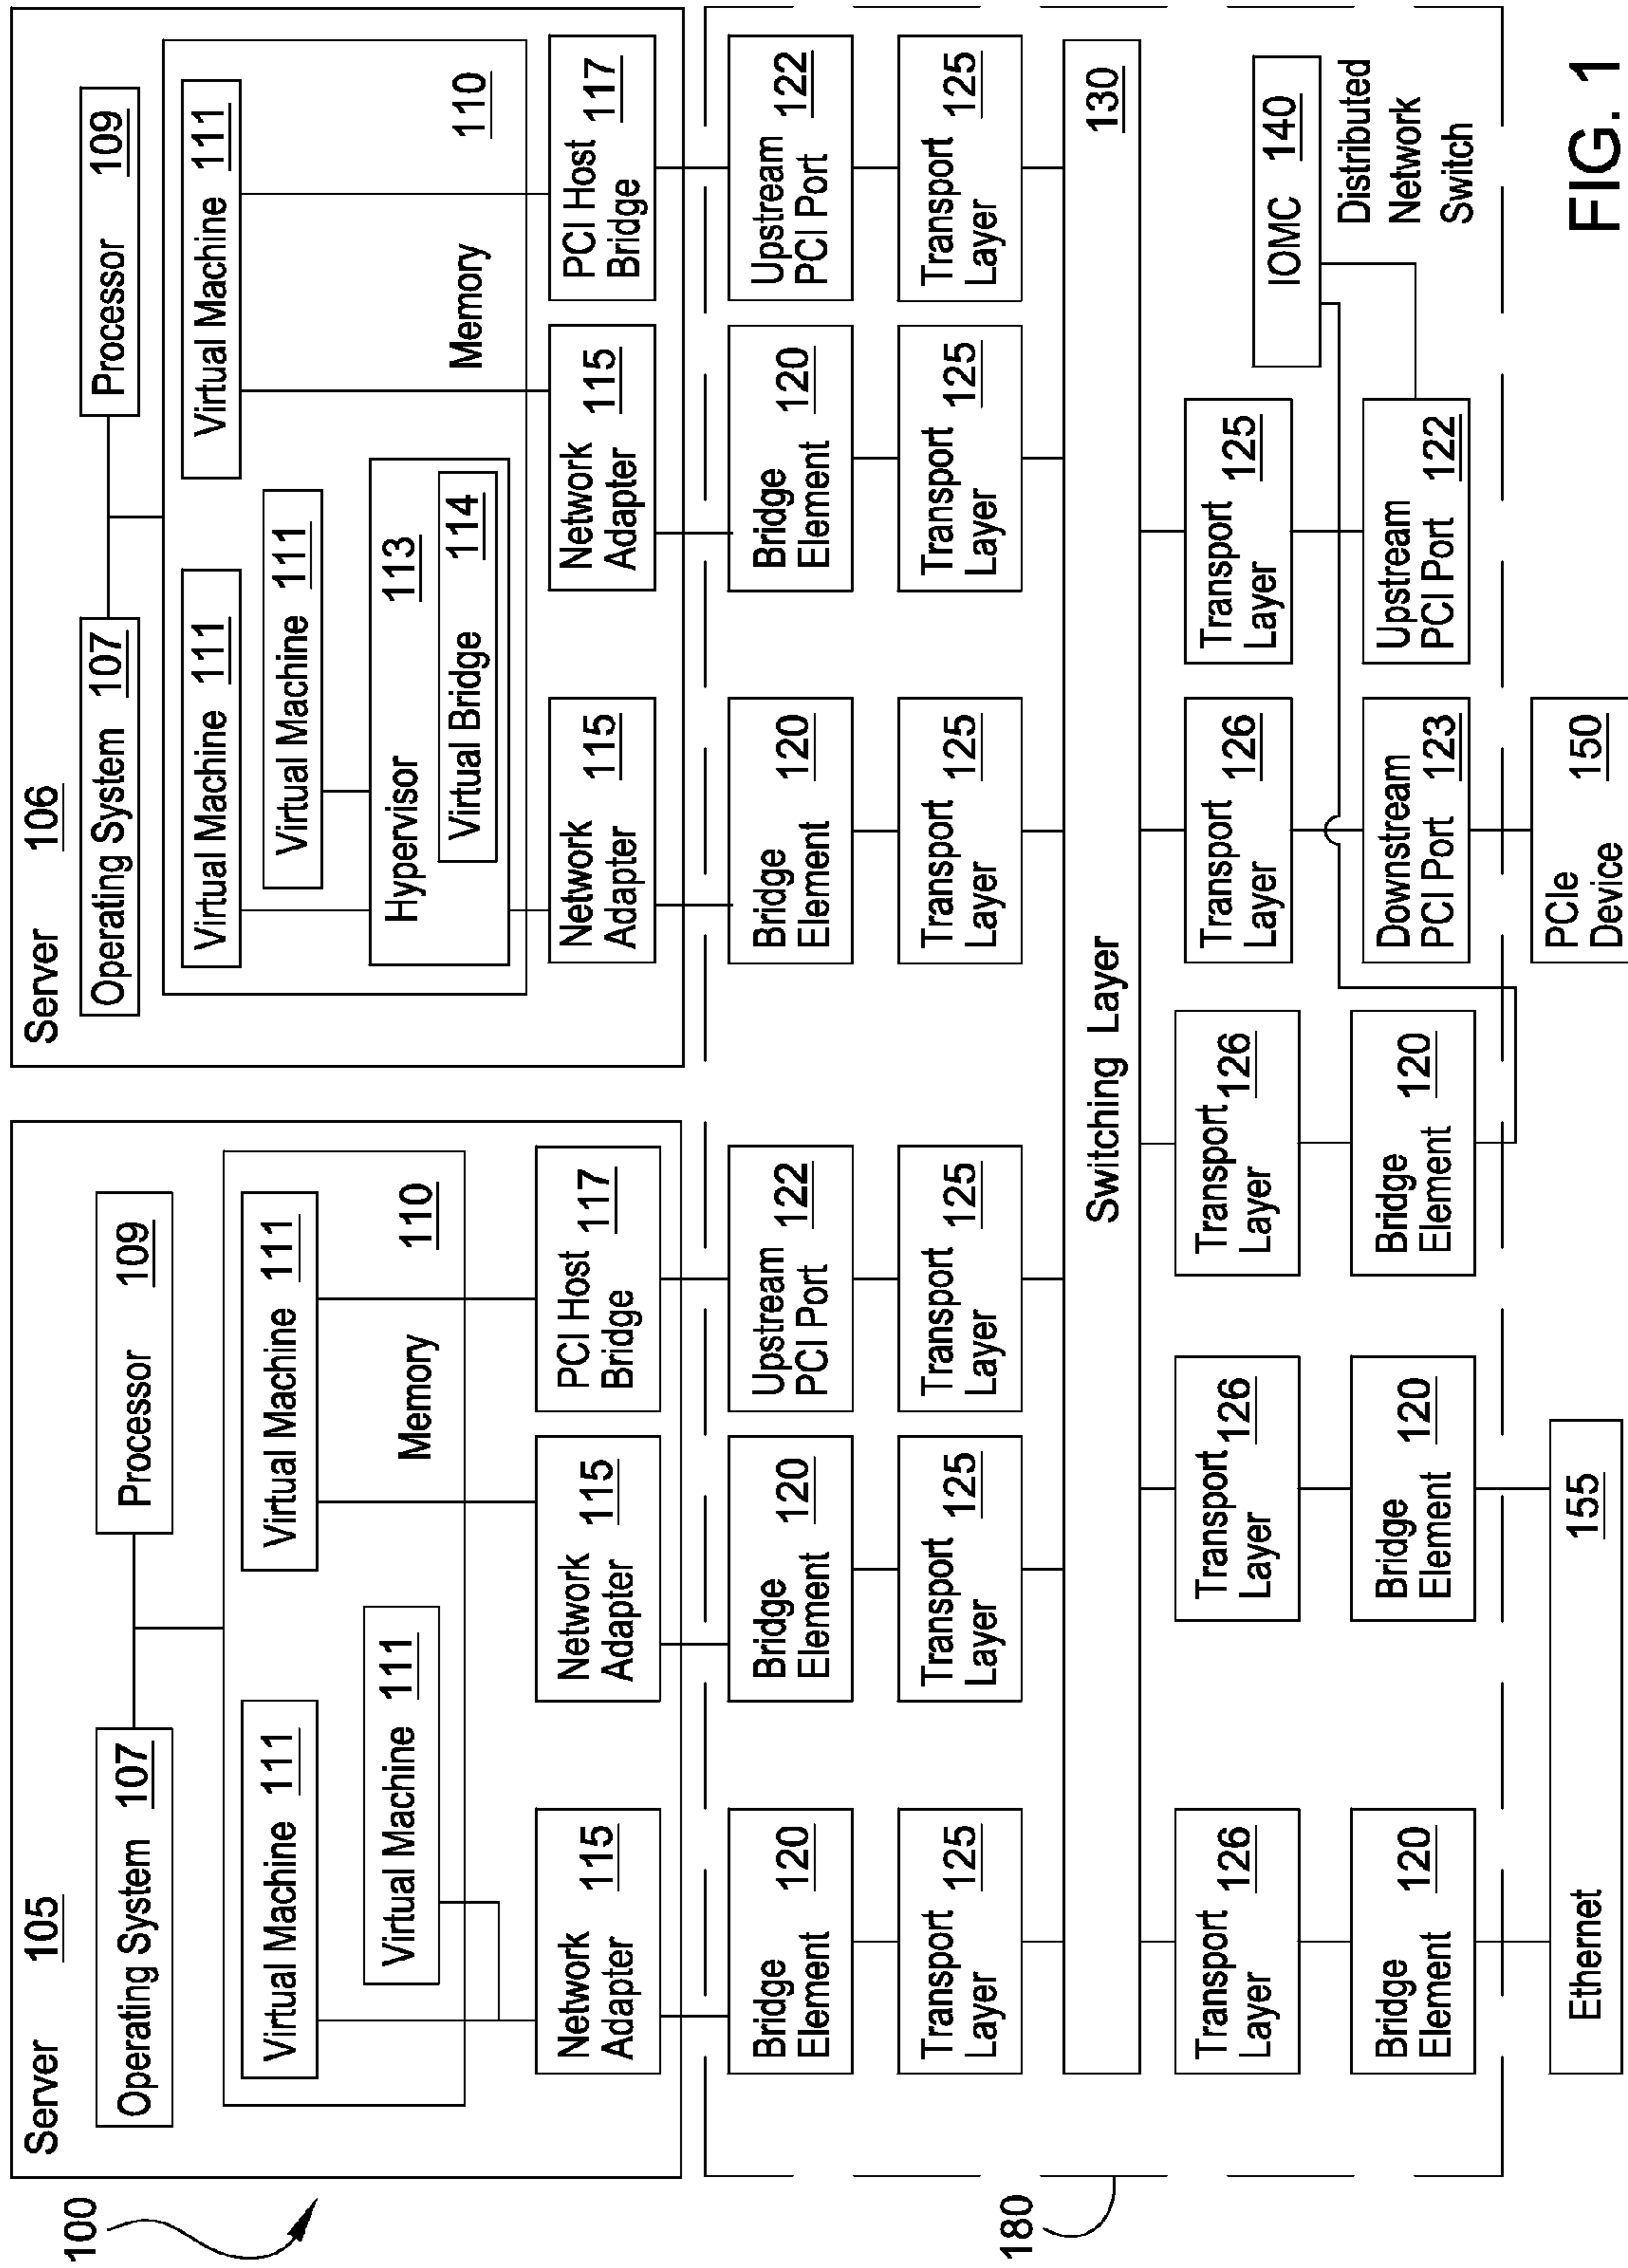 100
Server 105
Operating System 107
Processor 109
Virtual Machine 111
Virtual Machine 111
Virtual Machine 111
Memory 110
Network
Adapter 115
Network
Adapter 115
PCI Host
Bridge 117
Server 106
Operating System 107
Processor 109
Virtual Machine 111
Virtual Machine 111
Virtual Machine 111
Hypervisor 113
Virtual Bridge 114
Memory 110
Network
Adapter 115
Network
Adapter 115
PCI Host
Bridge 117
180
Bridge
Element 120
Bridge
Element 120
Upstream
PCI Port 122
Bridge
Element 120
Bridge
Element 120
Upstream
PCI Port 122
Transport
Layer 125
Transport
Layer 125
Transport
Layer 125
Transport
Layer 125
Transport
Layer 125
Transport
Layer 125
Switching Layer 130
Transport
Layer 126
Transport
Layer 126
Transport
Layer 126
Transport
Layer 126
Transport
Layer 125
IOMC 140
Bridge
Element 120
Bridge
Element 120
Bridge
Element 120
Downstream
PCI Port 123
Upstream
PCI Port 122
Distributed
Network
Switch
Ethernet 155
PCIe
Device 150
FIG. 1